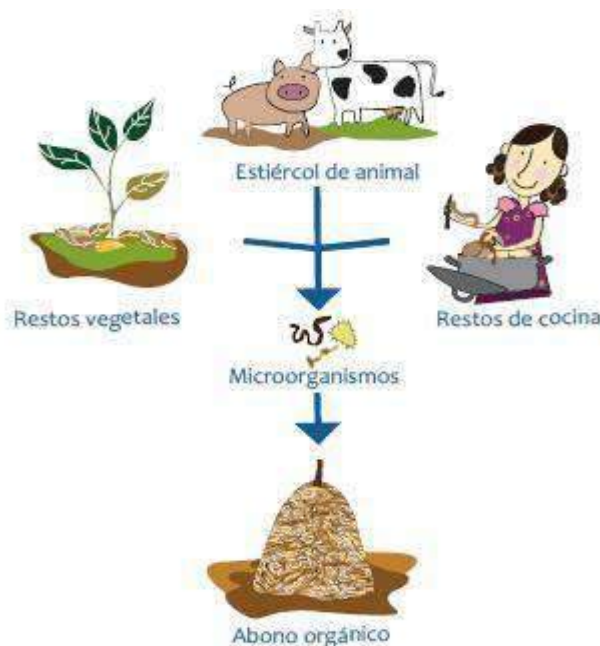 Estiércol de animal
Restos vegetales
Restos de cocina
Microorganismos
Abono orgánico